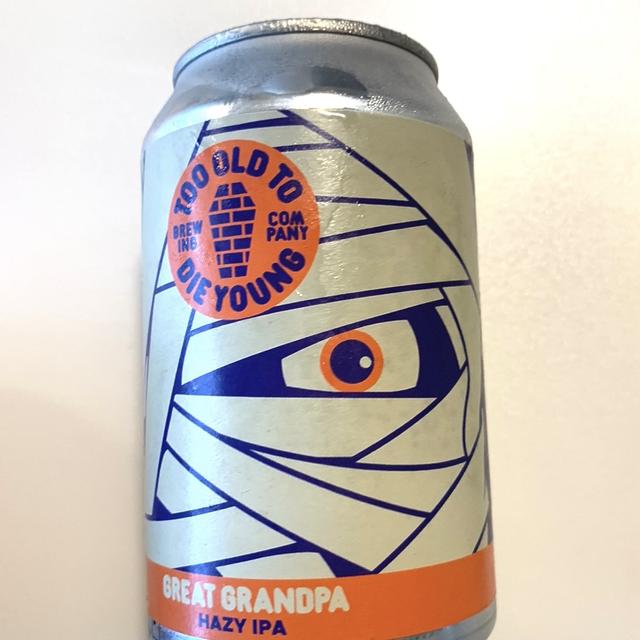 TOO OLD TO
BREW
ING
COM
PANY
DIE YOUNG
GREAT GRANDPA
HAZY IPA